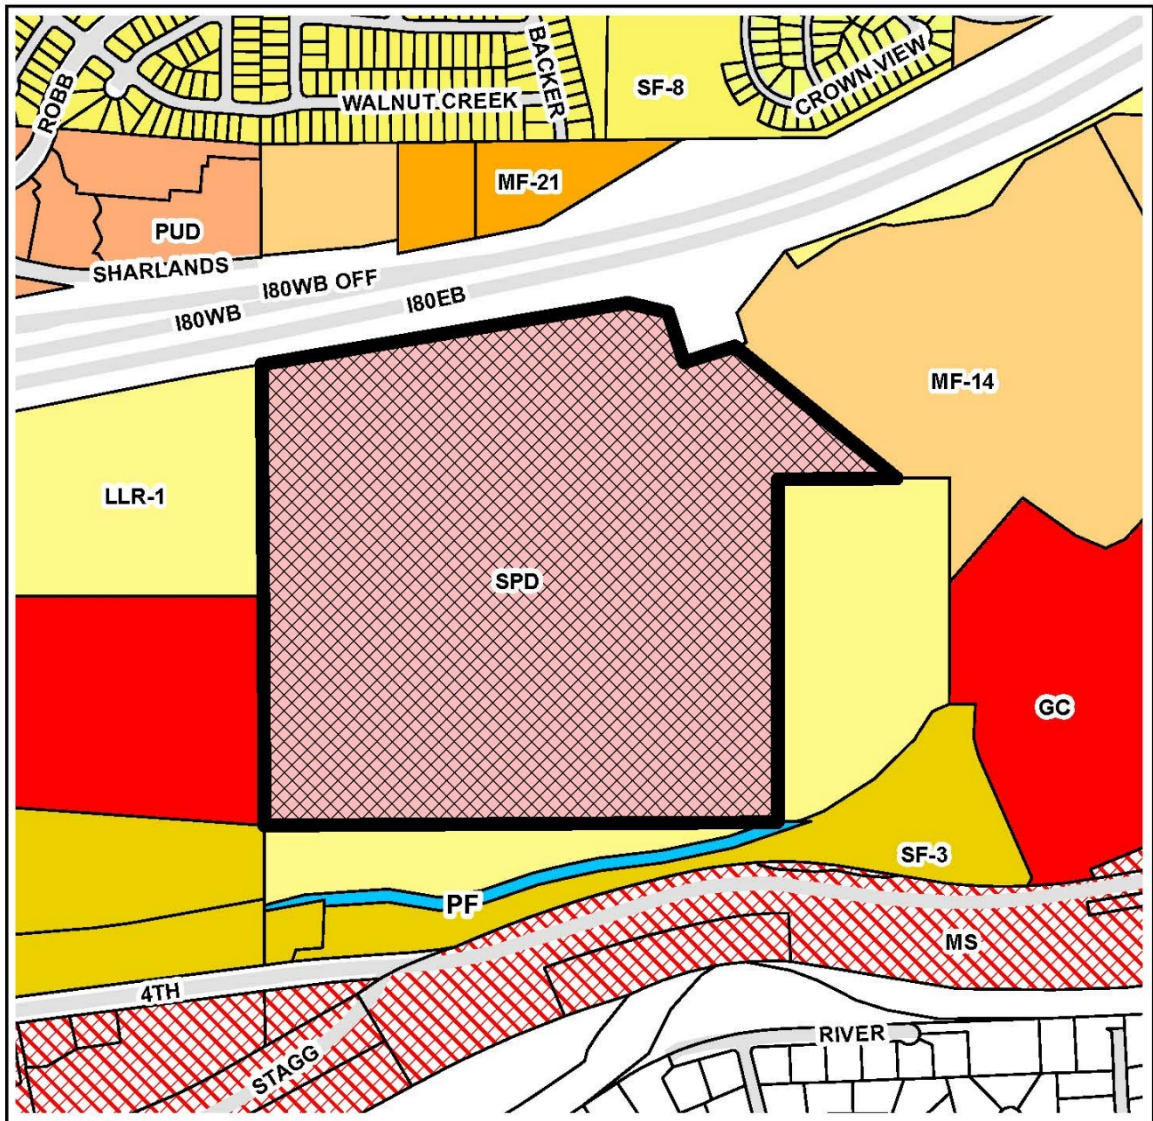 BACKER
SF-8
CROWN VIEW
ROBB
WALNUT CREEK
MF-21
PUD
SHARLANDS
I80WB OFF
I80WB
I80EB
MF-14
LLR-1
SPD
GC
SF-3
PF
MS
4TH
RIVER
STAGG